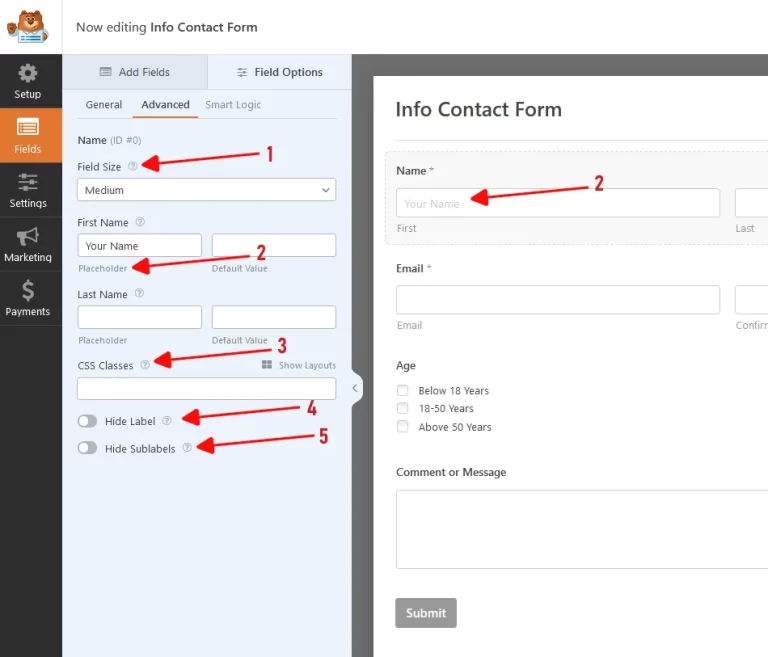 Now editing Info Contact Form
Setup
Fields
Settings
Marketing
Payments
Add Fields
Field Options
General Advanced Smart Logic
Name (ID #0)
Field Size
1
Medium
First Name
Your Name
2
Placeholder Default Value
Last Name
Placeholder Default Value
3
CSS Classes Show Layouts
Hide Label
4
Hide Sublabels
5
Info Contact Form
Name *
2
Your Name
First Last
Email *
Email Confirm
Age
Below 18 Years
18-50 Years
Above 50 Years
Comment or Message
Submit